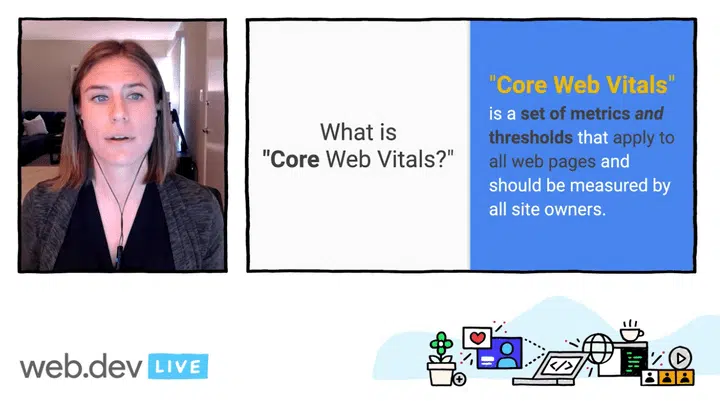 What is
"Core Web Vitals?"
"Core Web Vitals"
is a set of metrics and
thresholds that apply to
all web pages and
should be measured by
all site owners.
web.dev LIVE